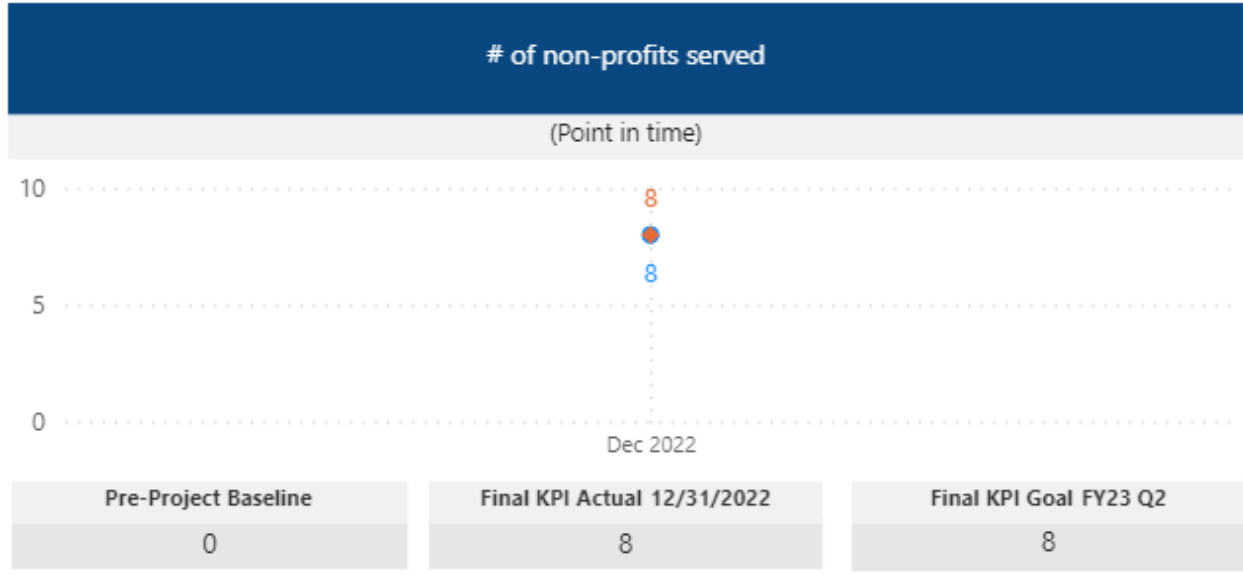 # of non-profits served
(Point in time)
10
8
8
5
0
Dec 2022
Pre-Project Baseline
0
Final KPI Actual 12/31/2022
8
Final KPI Goal FY23 Q2
8